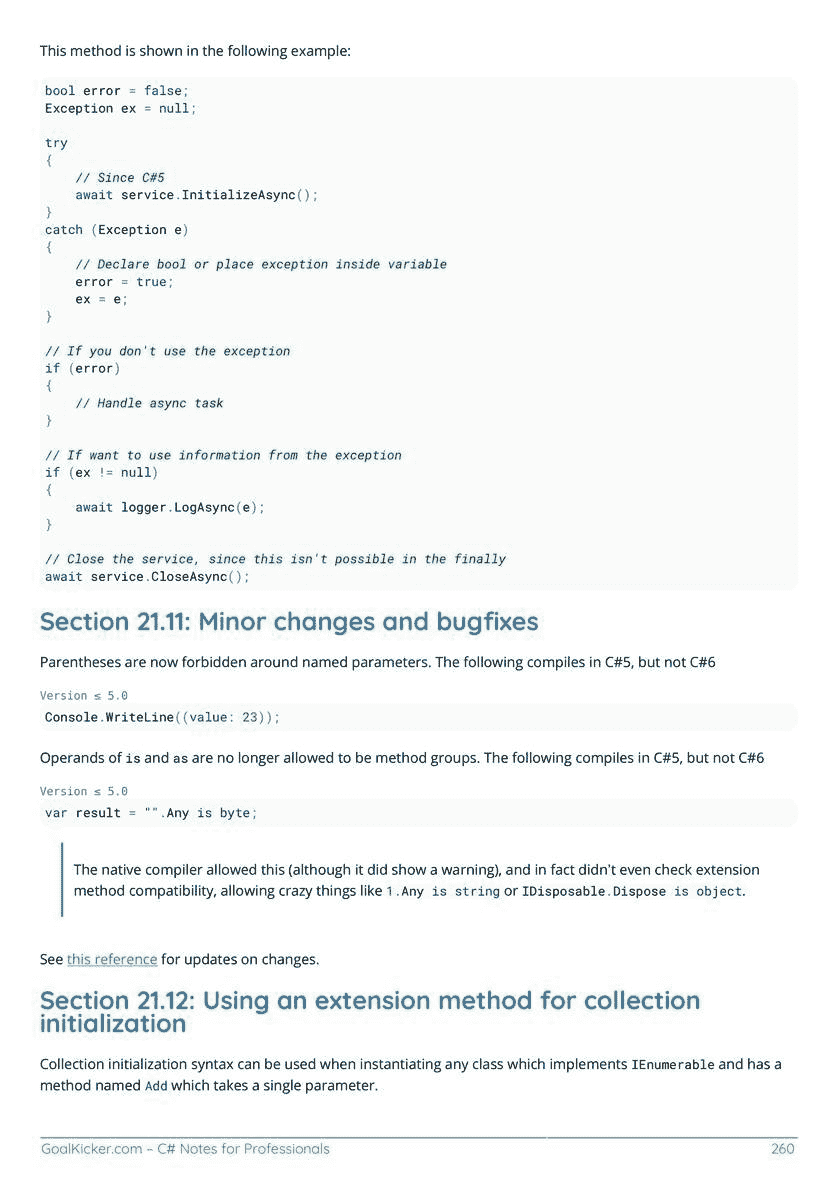 This method is shown in the following example:
bool error = false;
Exception ex = null;
try
{
    // Since C#5
    await service.InitializeAsync();
}
catch (Exception e)
{
    // Declare bool or place exception inside variable
    error = true;
    ex = e;
}
// If you don't use the exception
if (error)
{
    // Handle async task
}
// If want to use information from the exception
if (ex != null)
{
    await logger.LogAsync(e);
}
// Close the service, since this isn't possible in the finally
await service.CloseAsync();
Section 21.11: Minor changes and bugfixes
Parentheses are now forbidden around named parameters. The following compiles in C#5, but not C#6
Version ≤ 5.0
Console.WriteLine((value: 23));
Operands of is and as are no longer allowed to be method groups. The following compiles in C#5, but not C#6
Version ≤ 5.0
var result = "".Any is byte;
The native compiler allowed this (although it did show a warning), and in fact didn't even check extension
method compatibility, allowing crazy things like 1.Any is string or IDisposable.Dispose is object.
See this reference for updates on changes.
Section 21.12: Using an extension method for collection
initialization
Collection initialization syntax can be used when instantiating any class which implements IEnumerable and has a
method named Add which takes a single parameter.
GoalKicker.com – C# Notes for Professionals 260